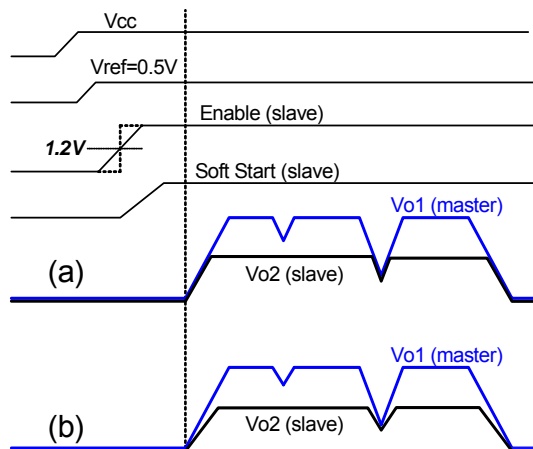 Vcc
Vref=0.5V
Enable (slave)
1.2V
Soft Start (slave)
Vo1 (master)
(a)
Vo2 (slave)
Vo1 (master)
(b)
Vo2 (slave)